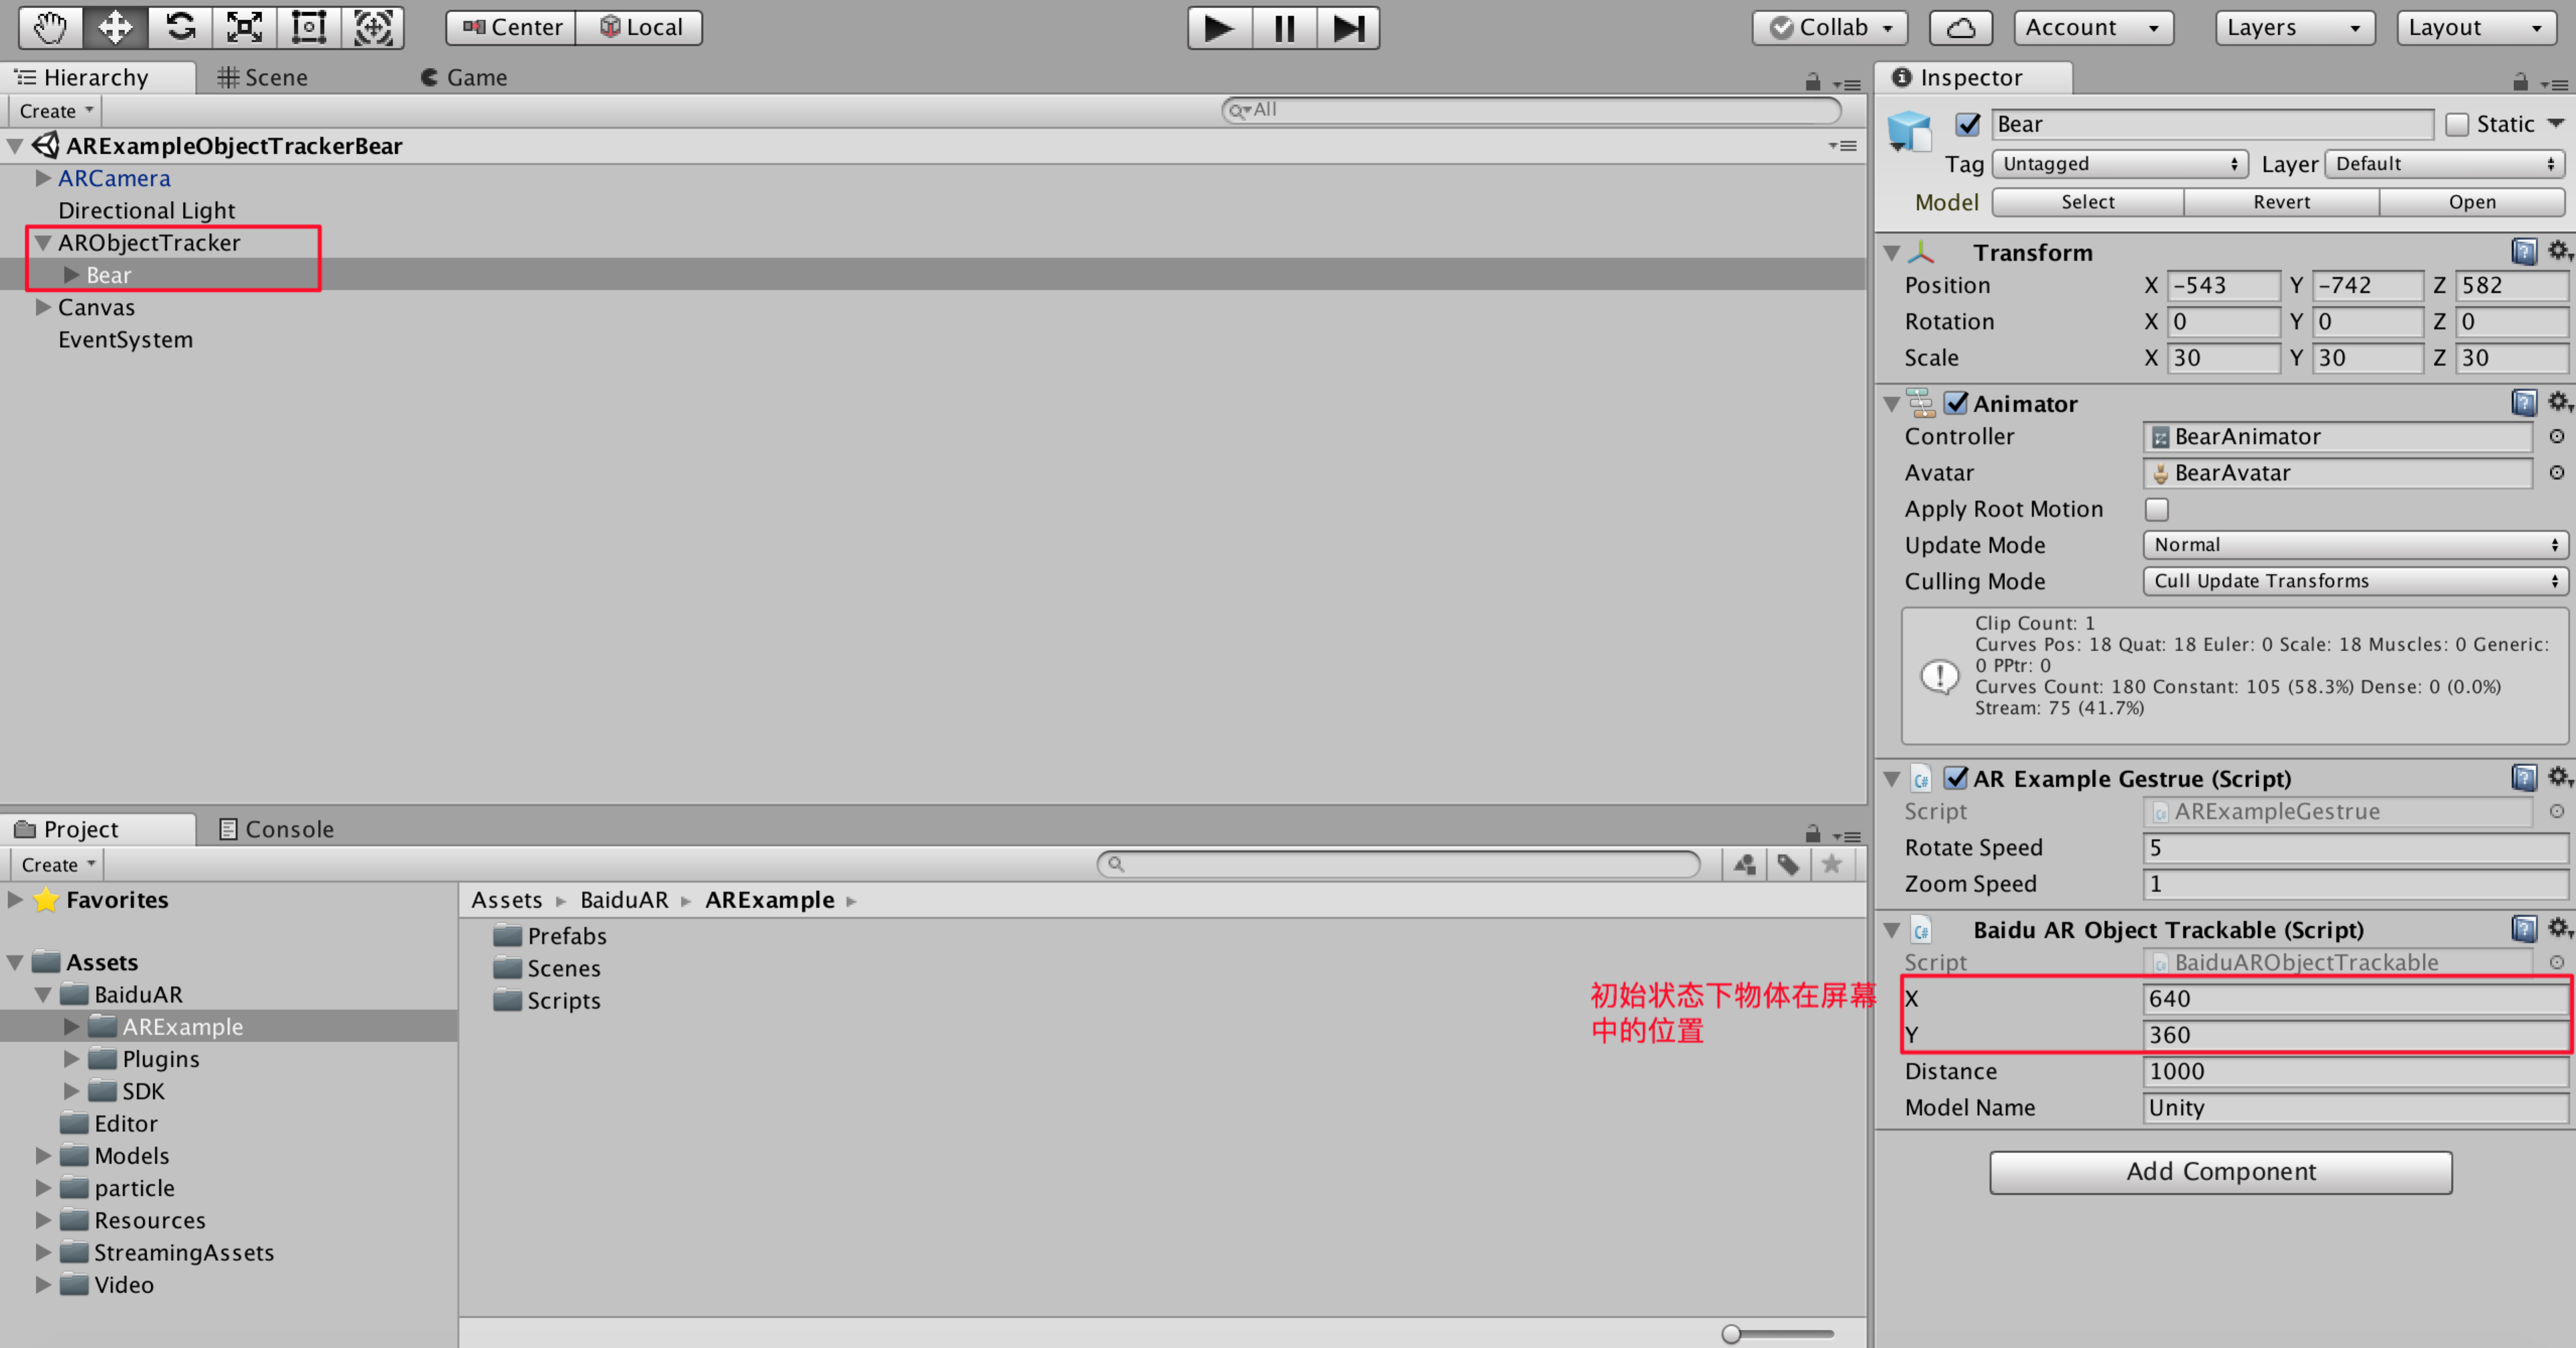 Center Local
Collab Account Layers Layout
Hierarchy Scene Game
Create All
ARExampleObjectTrackerBear
ARCamera
Directional Light
ARObjectTracker
Bear
Canvas
EventSystem
Project Console
Create
Favorites
Assets
BaiduAR
ARExample
Plugins
SDK
Editor
Models
particle
Resources
StreamingAssets
Video
Assets BaiduAR ARExample
Prefabs
Scenes
Scripts
初始状态下物体在屏幕
中的位置
Inspector
Bear Static
Tag Untagged Layer Default
Model Select Revert Open
Transform
Position X -543 Y -742 Z 582
Rotation X 0 Y 0 Z 0
Scale X 30 Y 30 Z 30
Animator
Controller BearAnimator
Avatar BearAvatar
Apply Root Motion
Update Mode Normal
Culling Mode Cull Update Transforms
Clip Count: 1
Curves Pos: 18 Quat: 18 Euler: 0 Scale: 18 Muscles: 0 Generic:
0 PPtr: 0
Curves Count: 180 Constant: 105 (58.3%) Dense: 0 (0.0%)
Stream: 75 (41.7%)
AR Example Gestrue (Script)
Script ARExampleGestrue
Rotate Speed 5
Zoom Speed 1
Baidu AR Object Trackable (Script)
Script BaiduARObjectTrackable
X 640
Y 360
Distance 1000
Model Name Unity
Add Component